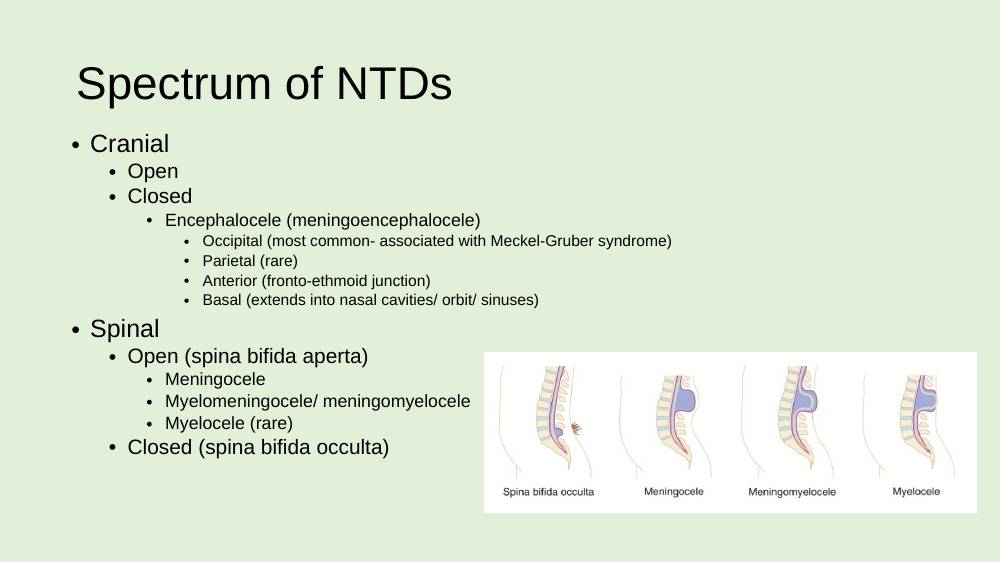 Spectrum of NTDs
• Cranial
• Open
• Closed
• Encephalocele (meningoencephalocele)
• Occipital (most common- associated with Meckel-Gruber syndrome)
• Parietal (rare)
• Anterior (fronto-ethmoid junction)
• Basal (extends into nasal cavities/ orbit/ sinuses)
• Spinal
• Open (spina bifida aperta)
• Meningocele
• Myelomeningocele/ meningomyelocele
• Myelocele (rare)
• Closed (spina bifida occulta)
Spina bifida occulta Meningocele Meningomyelocele Myelocele